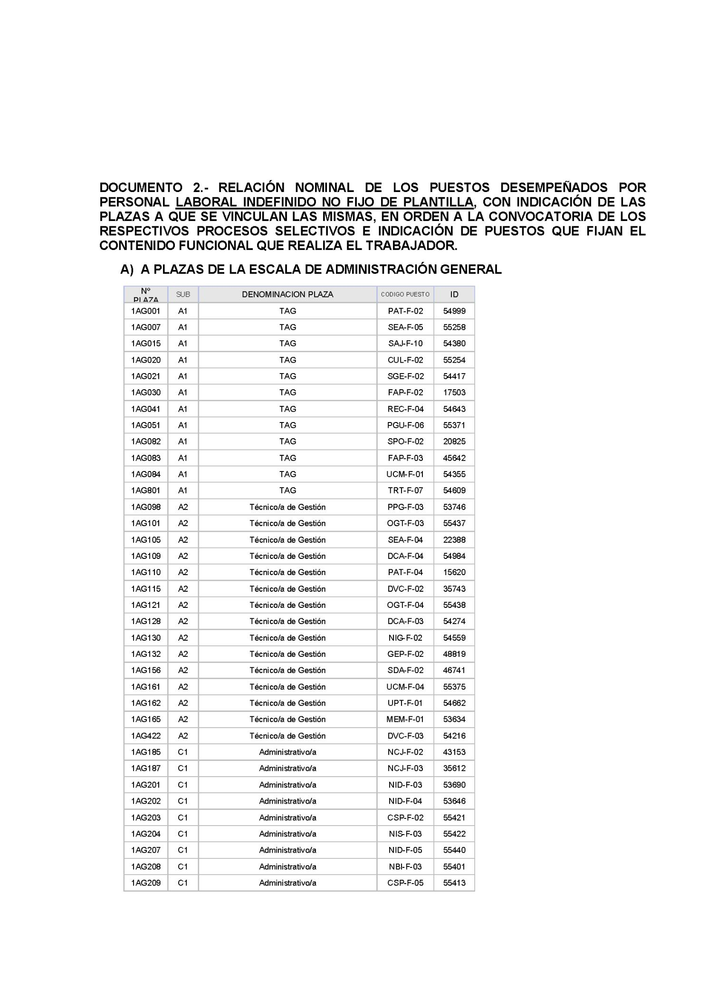 DOCUMENTO 2.- RELACIÓN NOMINAL DE LOS PUESTOS DESEMPEÑADOS POR
PERSONAL LABORAL INDEFINIDO NO FIJO DE PLANTILLA, CON INDICACIÓN DE LAS
PLAZAS A QUE SE VINCULAN LAS MISMAS, EN ORDEN A LA CONVOCATORIA DE LOS
RESPECTIVOS PROCESOS SELECTIVOS E INDICACIÓN DE PUESTOS QUE FIJAN EL
CONTENIDO FUNCIONAL QUE REALIZA EL TRABAJADOR.
A) A PLAZAS DE LA ESCALA DE ADMINISTRACIÓN GENERAL
Nº PLAZA SUB DENOMINACION PLAZA CODIGO PUESTO ID
1AG001 A1 TAG PAT-F-02 54999
1AG007 A1 TAG SEA-F-05 55258
1AG015 A1 TAG SAJ-F-10 54380
1AG020 A1 TAG CUL-F-02 55254
1AG021 A1 TAG SGE-F-02 54417
1AG030 A1 TAG FAP-F-02 17503
1AG041 A1 TAG REC-F-04 54643
1AG051 A1 TAG PGU-F-06 55371
1AG082 A1 TAG SPO-F-02 20825
1AG083 A1 TAG FAP-F-03 45642
1AG084 A1 TAG UCM-F-01 54355
1AG801 A1 TAG TRT-F-07 54609
1AG098 A2 Técnico/a de Gestión PPG-F-03 53746
1AG101 A2 Técnico/a de Gestión OGT-F-03 55437
1AG105 A2 Técnico/a de Gestión SEA-F-04 22388
1AG109 A2 Técnico/a de Gestión DCA-F-04 54984
1AG110 A2 Técnico/a de Gestión PAT-F-04 15620
1AG115 A2 Técnico/a de Gestión DVC-F-02 35743
1AG121 A2 Técnico/a de Gestión OGT-F-04 55438
1AG128 A2 Técnico/a de Gestión DCA-F-03 54274
1AG130 A2 Técnico/a de Gestión NIG-F-02 54559
1AG132 A2 Técnico/a de Gestión GEP-F-02 48819
1AG156 A2 Técnico/a de Gestión SDA-F-02 46741
1AG161 A2 Técnico/a de Gestión UCM-F-04 55375
1AG162 A2 Técnico/a de Gestión UPT-F-01 54662
1AG165 A2 Técnico/a de Gestión MEM-F-01 53634
1AG422 A2 Técnico/a de Gestión DVC-F-03 54216
1AG185 C1 Administrativo/a NCJ-F-02 43153
1AG187 C1 Administrativo/a NCJ-F-03 35612
1AG201 C1 Administrativo/a NID-F-03 53690
1AG202 C1 Administrativo/a NID-F-04 53646
1AG203 C1 Administrativo/a CSP-F-02 55421
1AG204 C1 Administrativo/a NIS-F-03 55422
1AG207 C1 Administrativo/a NID-F-05 55440
1AG208 C1 Administrativo/a NBI-F-03 55401
1AG209 C1 Administrativo/a CSP-F-05 55413